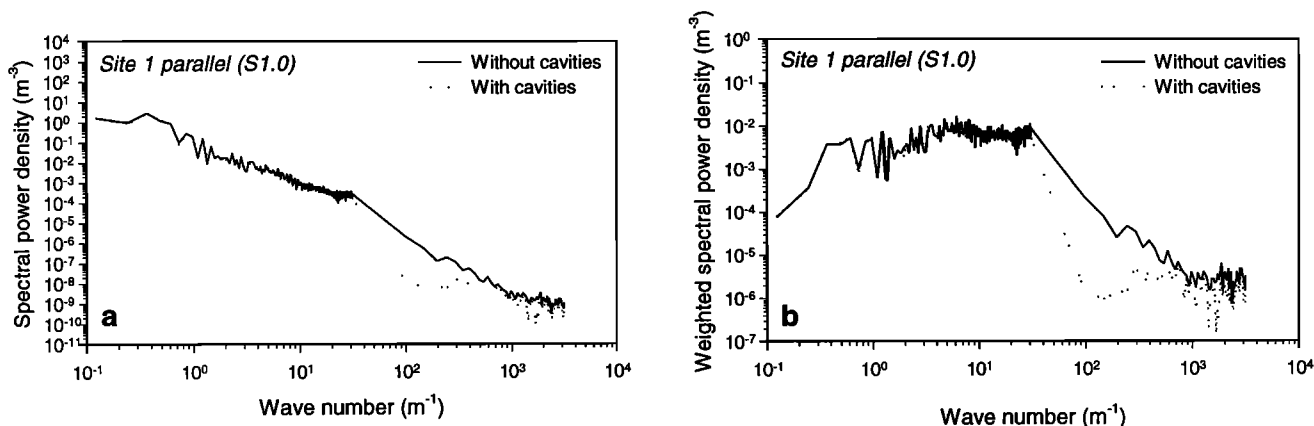 Site 1 parallel (S1.0)
Without cavities
With cavities
Spectral power density (m⁻³)
10⁴
10³
10²
10¹
10⁰
10⁻¹
10⁻²
10⁻³
10⁻⁴
10⁻⁵
10⁻⁶
10⁻⁷
10⁻⁸
10⁻⁹
10⁻¹⁰
10⁻¹¹
a
10⁻¹ 10⁰ 10¹ 10² 10³ 10⁴
Wave number (m⁻¹)
Site 1 parallel (S1.0)
Without cavities
With cavities
Weighted spectral power density (m⁻³)
10⁰
10⁻¹
10⁻²
10⁻³
10⁻⁴
10⁻⁵
10⁻⁶
10⁻⁷
b
10⁻¹ 10⁰ 10¹ 10² 10³ 10⁴
Wave number (m⁻¹)